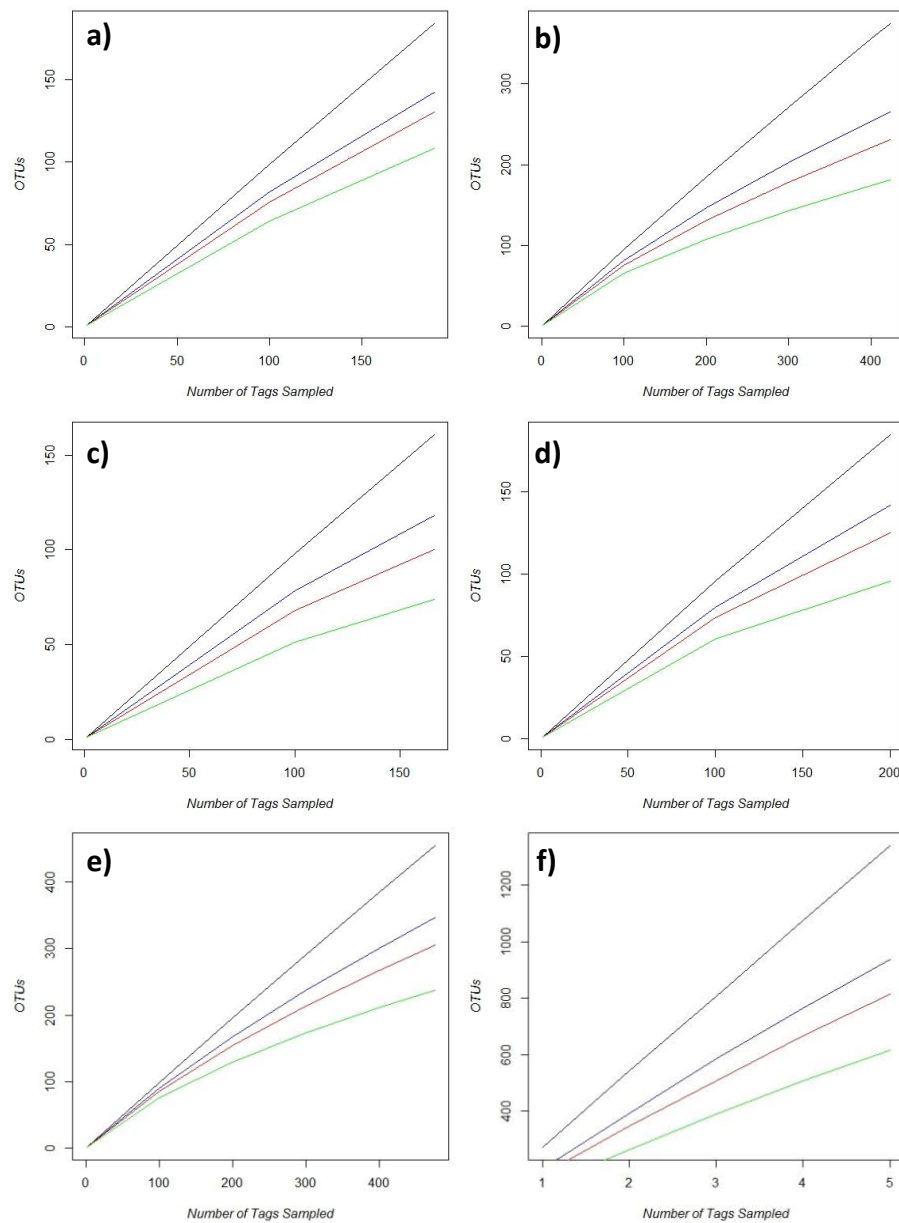 a)
150
100
50
0
OTUs
0 50 100 150
Number of Tags Sampled
b)
300
200
100
0
OTUs
0 100 200 300 400
Number of Tags Sampled
c)
150
100
50
0
OTUs
0 50 100 150
Number of Tags Sampled
d)
150
100
50
0
OTUs
0 50 100 150 200
Number of Tags Sampled
e)
400
300
200
100
0
OTUs
0 100 200 300 400
Number of Tags Sampled
f)
1200
1000
800
600
400
OTUs
1 2 3 4 5
Number of Tags Sampled